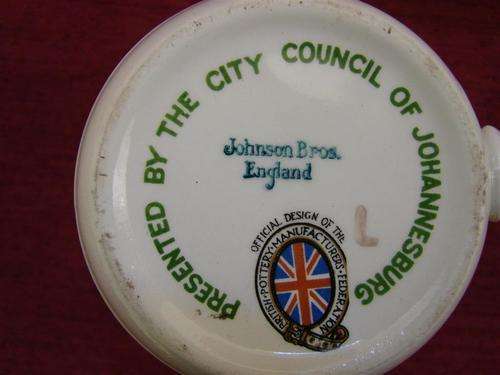 PRESENTED BY THE CITY COUNCIL OF JOHANNESBURG
Johnson Bros.
England
OFFICIAL DESIGN OF THE
BRITISH·POTTERY·MANUFACTURERS·FEDERATION
L